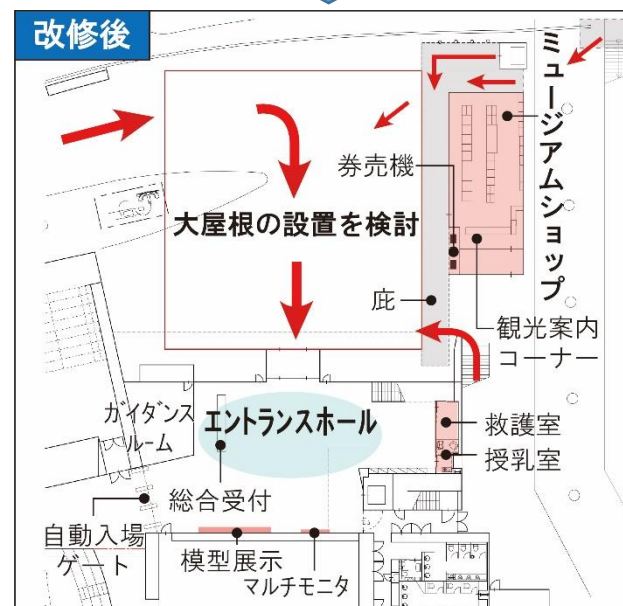 改修後
ミュージアムショップ
券売機
大屋根の設置を検討
庇
観光案内
コーナー
ガイダンス
ルーム
エントランスホール
救護室
授乳室
総合受付
自動入場
ゲート
模型展示
マルチモニタ